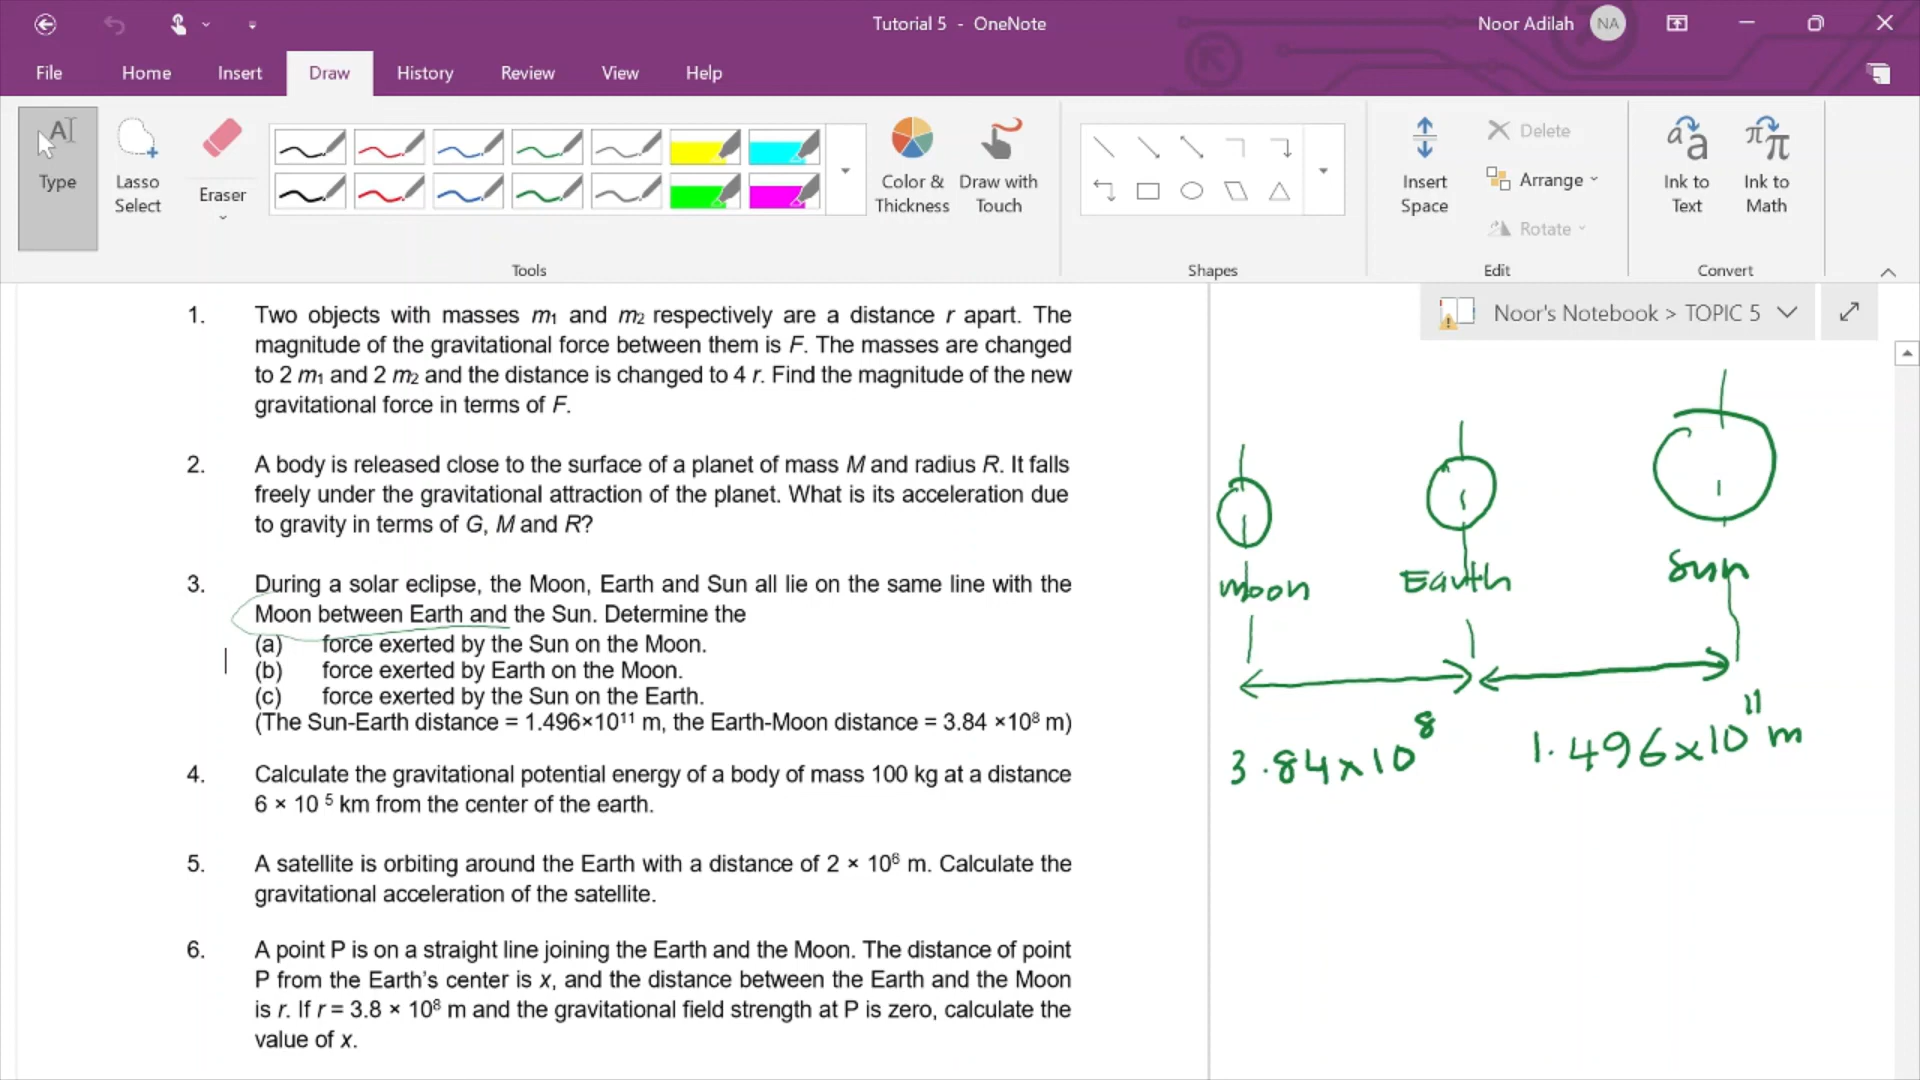 Tutorial 5 - OneNote
Noor Adilah
NA
File
Home
Insert
Draw
History
Review
View
Help
Type
Lasso
Select
Eraser
Color &
Thickness
Draw with
Touch
Insert
Space
Delete
Arrange
Rotate
Ink to
Text
Ink to
Math
Tools
Shapes
Edit
Convert
Noor's Notebook > TOPIC 5
1. Two objects with masses m₁ and m₂ respectively are a distance r apart. The
magnitude of the gravitational force between them is F. The masses are changed
to 2 m₁ and 2 m₂ and the distance is changed to 4 r. Find the magnitude of the new
gravitational force in terms of F.
2. A body is released close to the surface of a planet of mass M and radius R. It falls
freely under the gravitational attraction of the planet. What is its acceleration due
to gravity in terms of G, M and R?
3. During a solar eclipse, the Moon, Earth and Sun all lie on the same line with the
Moon between Earth and the Sun. Determine the
(a) force exerted by the Sun on the Moon.
(b) force exerted by Earth on the Moon.
(c) force exerted by the Sun on the Earth.
(The Sun-Earth distance = 1.496×10¹¹ m, the Earth-Moon distance = 3.84 ×10⁸ m)
4. Calculate the gravitational potential energy of a body of mass 100 kg at a distance
6 × 10 ⁵ km from the center of the earth.
5. A satellite is orbiting around the Earth with a distance of 2 × 10⁶ m. Calculate the
gravitational acceleration of the satellite.
6. A point P is on a straight line joining the Earth and the Moon. The distance of point
P from the Earth's center is x, and the distance between the Earth and the Moon
is r. If r = 3.8 × 10⁸ m and the gravitational field strength at P is zero, calculate the
value of x.
moon
Earth
Sun
3.84×10⁸
1.496×10¹¹ m